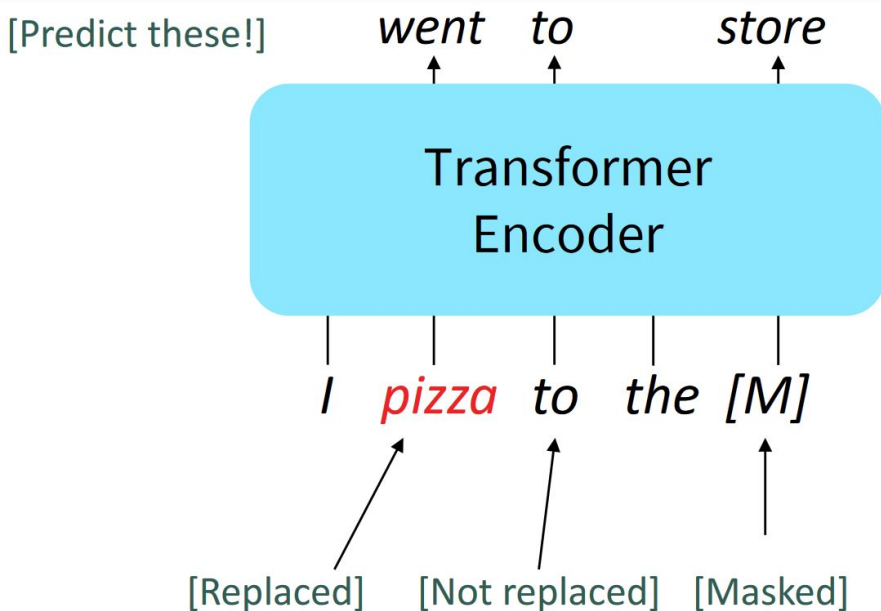 [Predict these!] went to store
Transformer
Encoder
I pizza to the [M]
[Replaced] [Not replaced] [Masked]